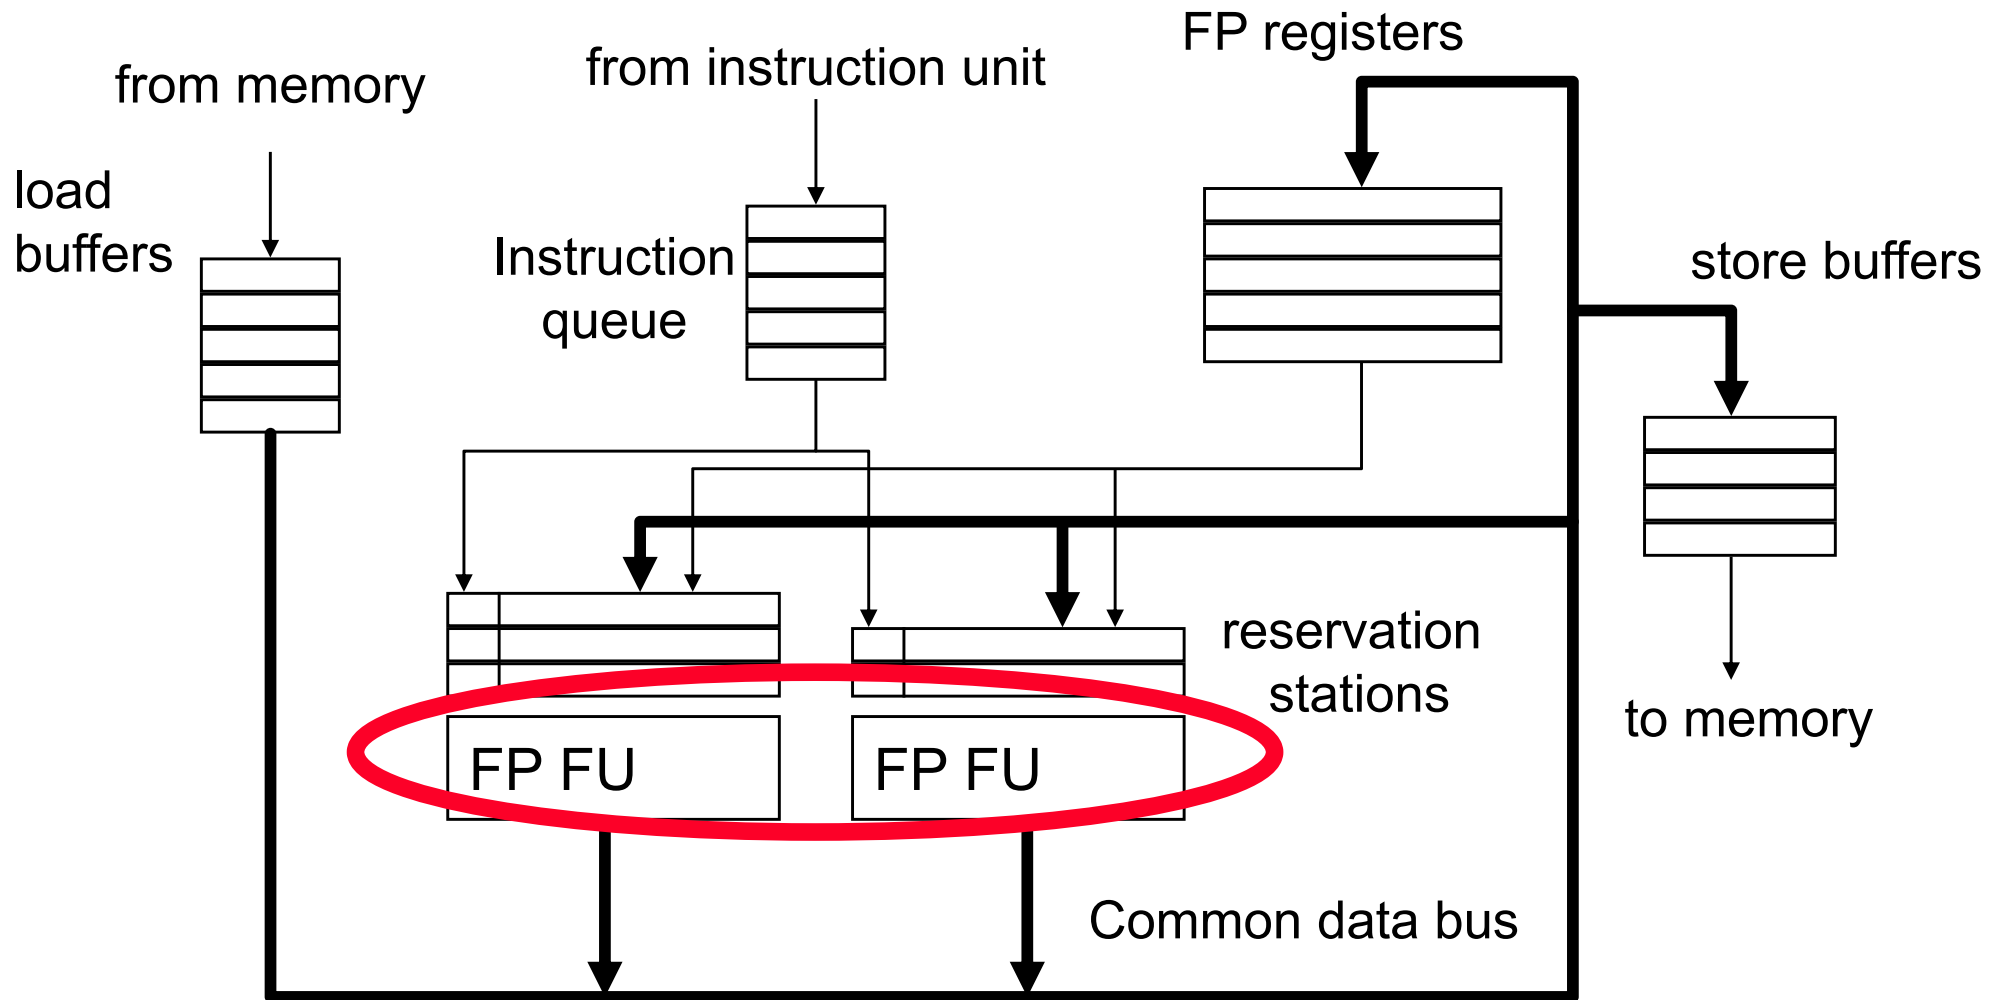 FP registers
from instruction unit
from memory
load
buffers
Instruction
queue
store buffers
reservation
stations
to memory
FP FU
FP FU
Common data bus